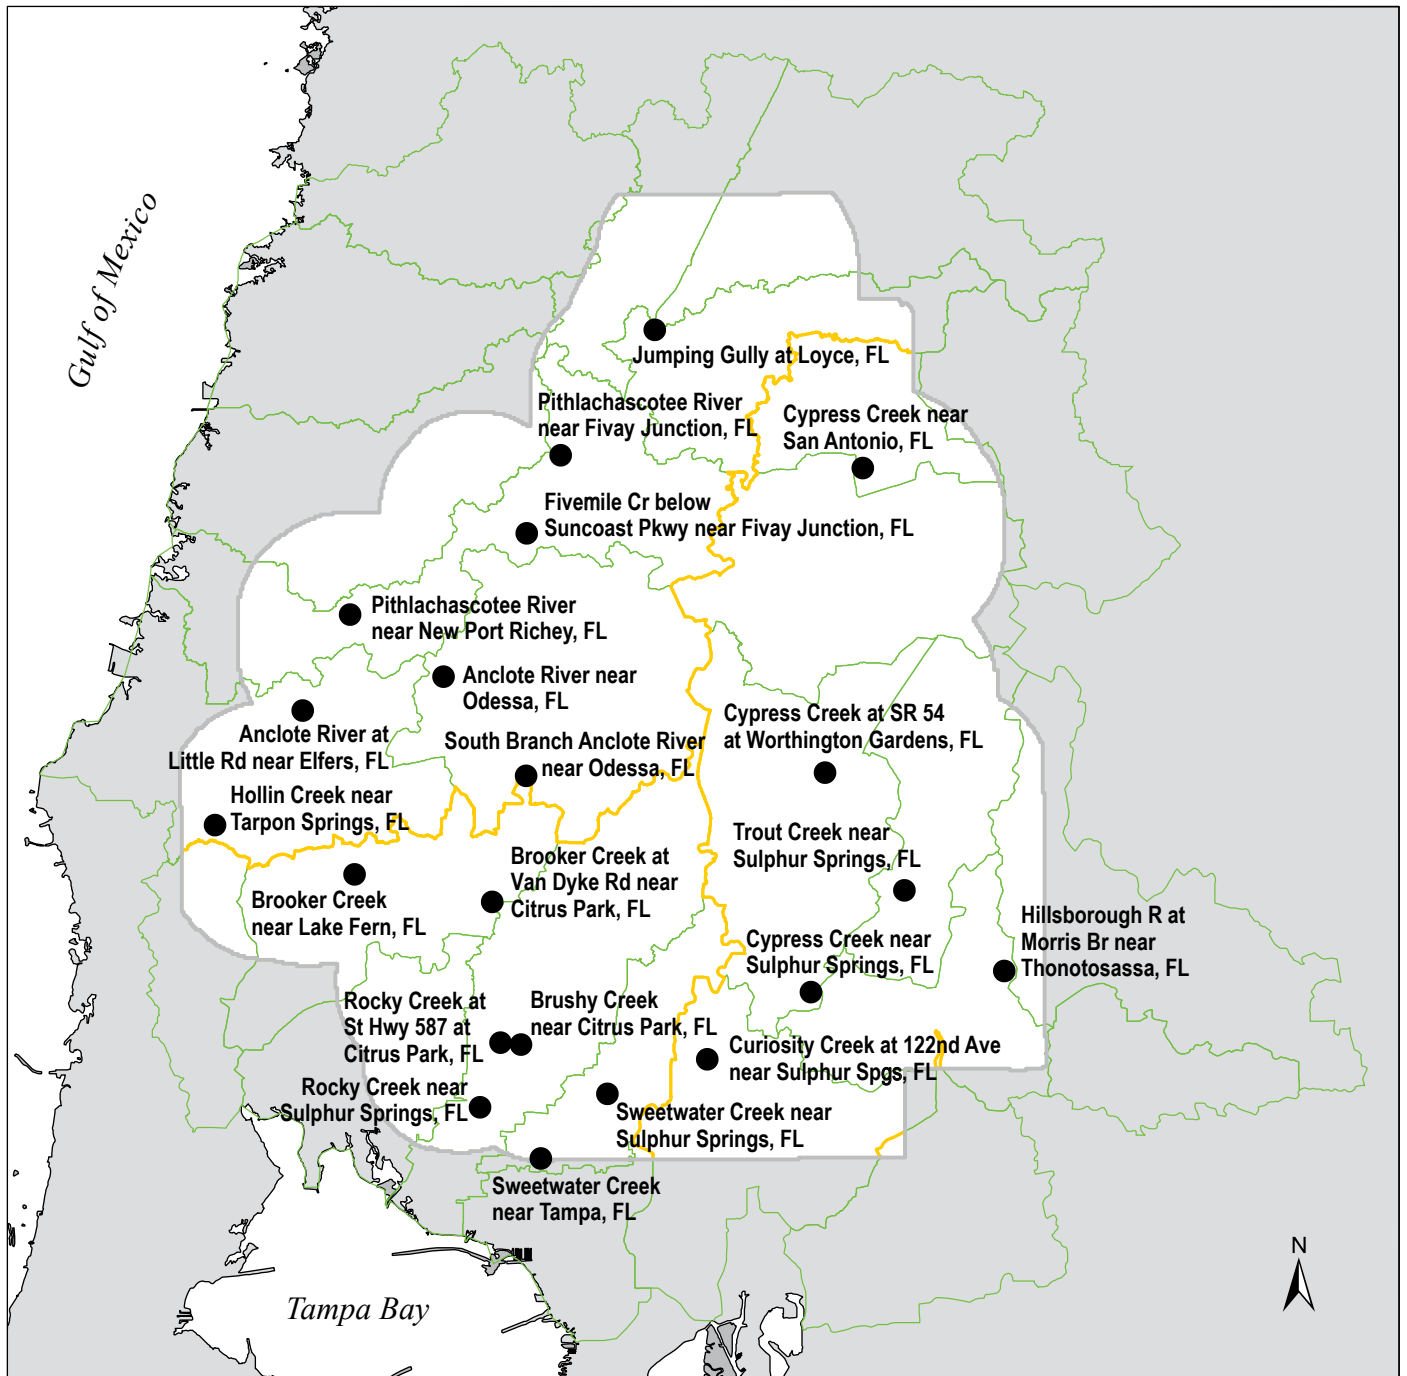 Gulf of Mexico
Jumping Gully at Loyce, FL
Pithlachascotee River
near Fivay Junction, FL
Cypress Creek near
San Antonio, FL
Fivemile Cr below
Suncoast Pkwy near Fivay Junction, FL
Pithlachascotee River
near New Port Richey, FL
Anclote River near
Odessa, FL
Anclote River at
Little Rd near Elfers, FL
South Branch Anclote River
near Odessa, FL
Cypress Creek at SR 54
at Worthington Gardens, FL
Hollin Creek near
Tarpon Springs, FL
Trout Creek near
Sulphur Springs, FL
Brooker Creek
near Lake Fern, FL
Brooker Creek at
Van Dyke Rd near
Citrus Park, FL
Hillsborough R at
Morris Br near
Thonotosassa, FL
Cypress Creek near
Sulphur Springs, FL
Rocky Creek at
St Hwy 587 at
Citrus Park, FL
Brushy Creek
near Citrus Park, FL
Curiosity Creek at 122nd Ave
near Sulphur Spgs, FL
Rocky Creek near
Sulphur Springs, FL
Sweetwater Creek near
Sulphur Springs, FL
Sweetwater Creek
near Tampa, FL
Tampa Bay
N